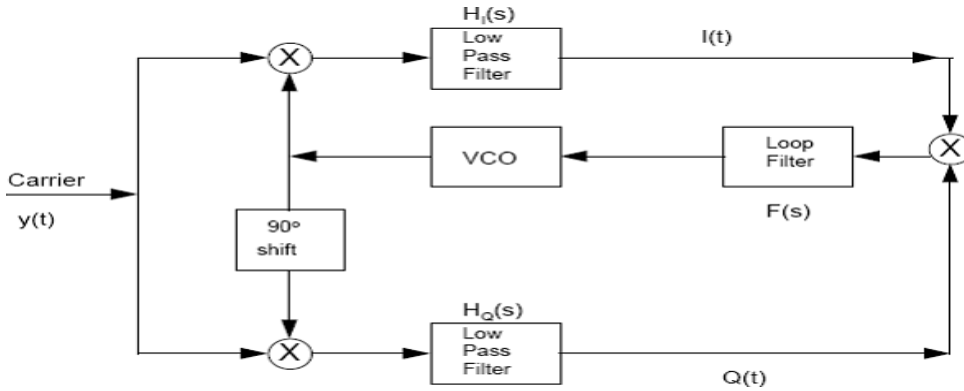 H_I(s)
Low
Pass
Filter
I(t)
X
VCO
Loop
Filter
X
F(s)
Carrier
y(t)
90°
shift
H_Q(s)
Low
Pass
Filter
X
Q(t)